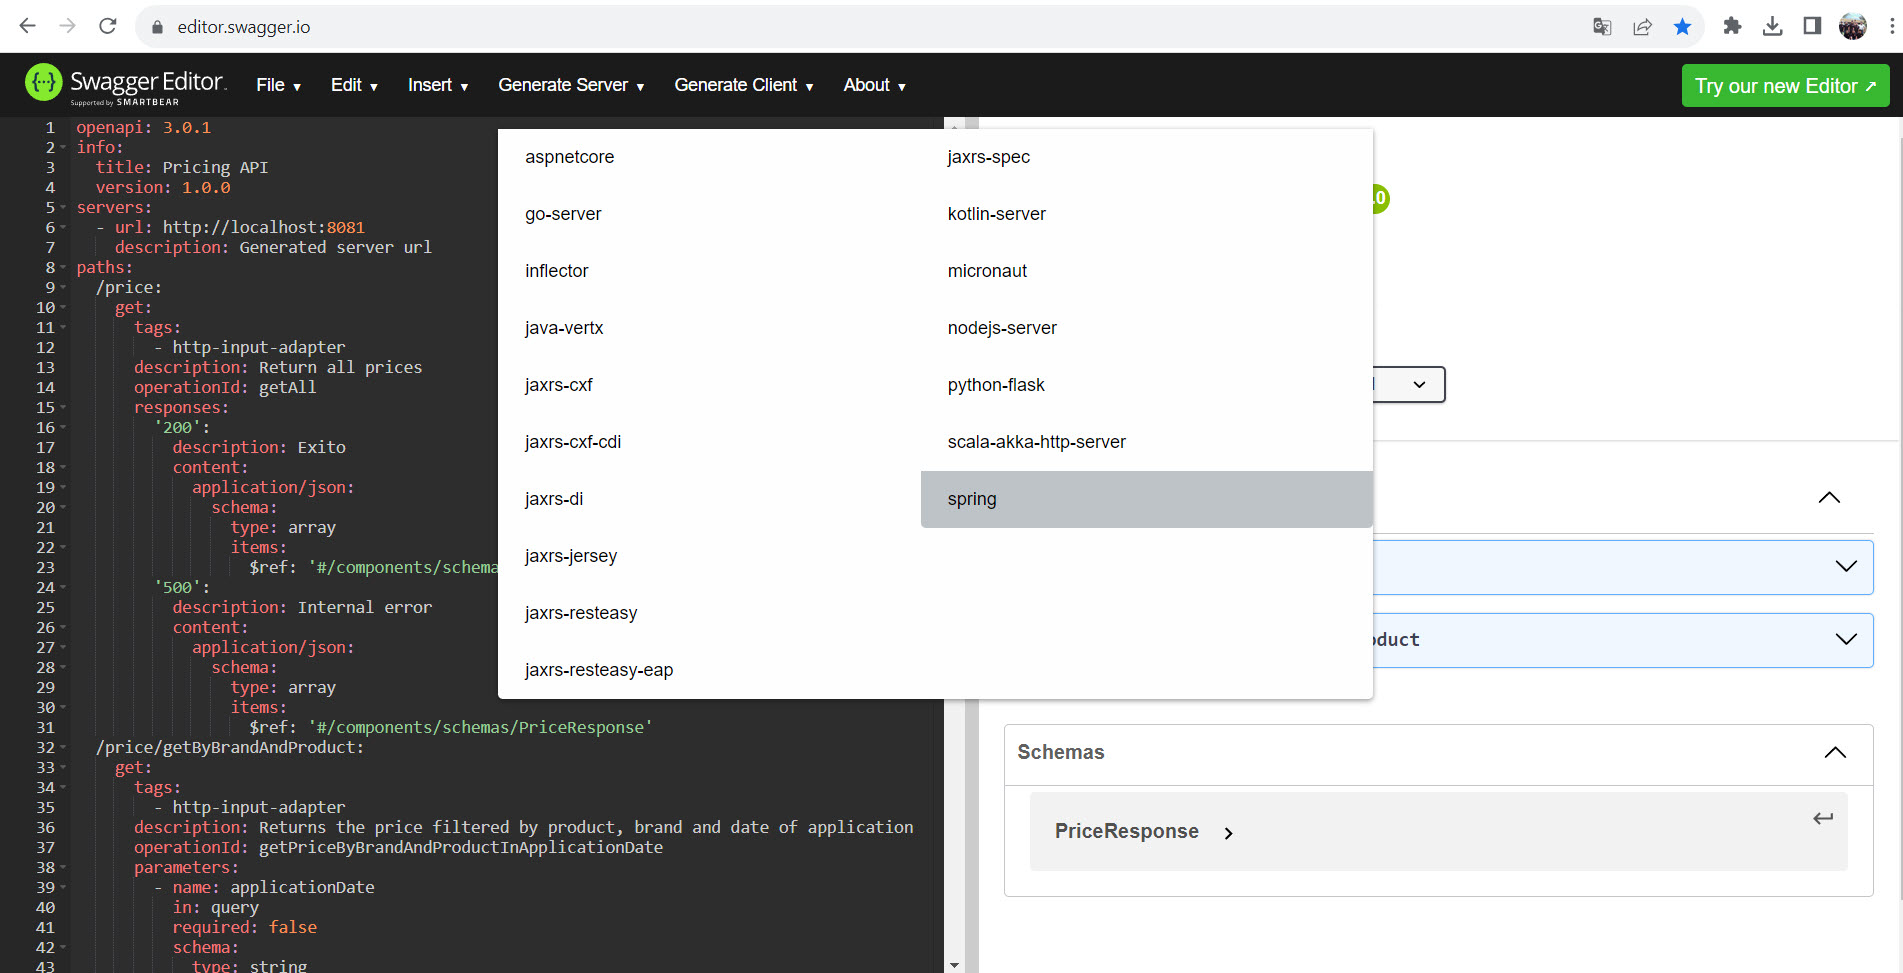 editor.swagger.io
Swagger Editor.
Supported by SMARTBEAR
File ▾ Edit ▾ Insert ▾ Generate Server ▾ Generate Client ▾ About ▾
Try our new Editor ↗
1 openapi: 3.0.1
2 info:
3 title: Pricing API
4 version: 1.0.0
5 servers:
6 - url: http://localhost:8081
7 description: Generated server url
8 paths:
9 /price:
10 get:
11 tags:
12 - http-input-adapter
13 description: Return all prices
14 operationId: getAll
15 responses:
16 '200':
17 description: Exito
18 content:
19 application/json:
20 schema:
21 type: array
22 items:
23 $ref: '#/components/schema
24 '500':
25 description: Internal error
26 content:
27 application/json:
28 schema:
29 type: array
30 items:
31 $ref: '#/components/schemas/PriceResponse'
32 /price/getByBrandAndProduct:
33 get:
34 tags:
35 - http-input-adapter
36 description: Returns the price filtered by product, brand and date of application
37 operationId: getPriceByBrandAndProductInApplicationDate
38 parameters:
39 - name: applicationDate
40 in: query
41 required: false
42 schema:
43 type: string
aspnetcore
go-server
inflector
java-vertx
jaxrs-cxf
jaxrs-cxf-cdi
jaxrs-di
jaxrs-jersey
jaxrs-resteasy
jaxrs-resteasy-eap
jaxrs-spec
kotlin-server
micronaut
nodejs-server
python-flask
scala-akka-http-server
spring
.0
oduct
Schemas
PriceResponse